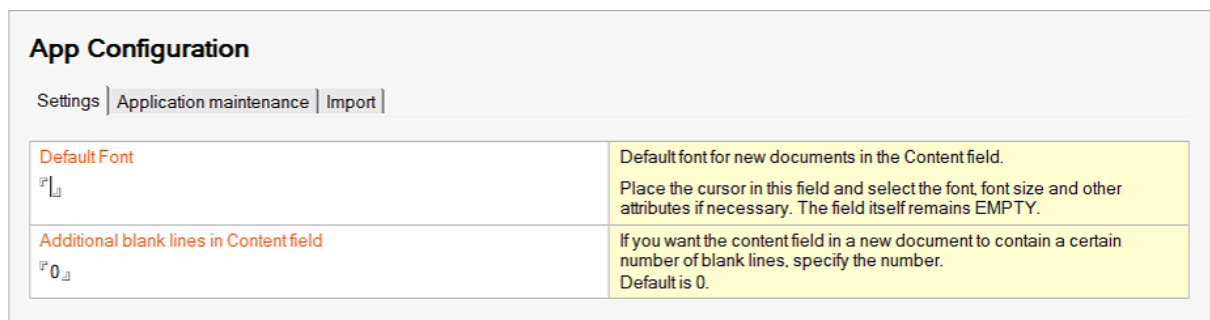 App Configuration
Settings Application maintenance Import
Default Font
Default font for new documents in the Content field.
Place the cursor in this field and select the font, font size and other
attributes if necessary. The field itself remains EMPTY.
Additional blank lines in Content field
0
If you want the content field in a new document to contain a certain
number of blank lines, specify the number.
Default is 0.